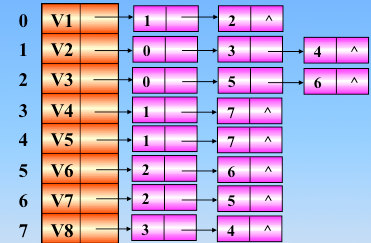 0 V1 1 2 ^
1 V2 0 3 4 ^
2 V3 0 5 6 ^
3 V4 1 7 ^
4 V5 1 7 ^
5 V6 2 6 ^
6 V7 2 5 ^
7 V8 3 4 ^